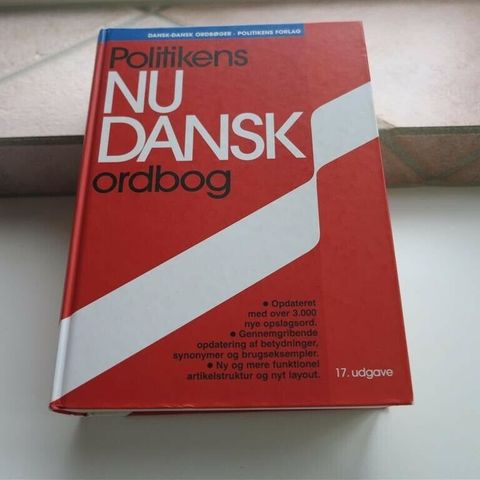 DANSK-DANSK ORDBØGER - POLITIKENS FORLAG
Politikens
NU
DANSK
ordbog
● Opdateret
med over 3.000
nye opslagsord.
● Gennemgribende
opdatering af betydninger,
synonymer og brugseksempler.
● Ny og mere funktionel
artikelstruktur og nyt layout.
17. udgave